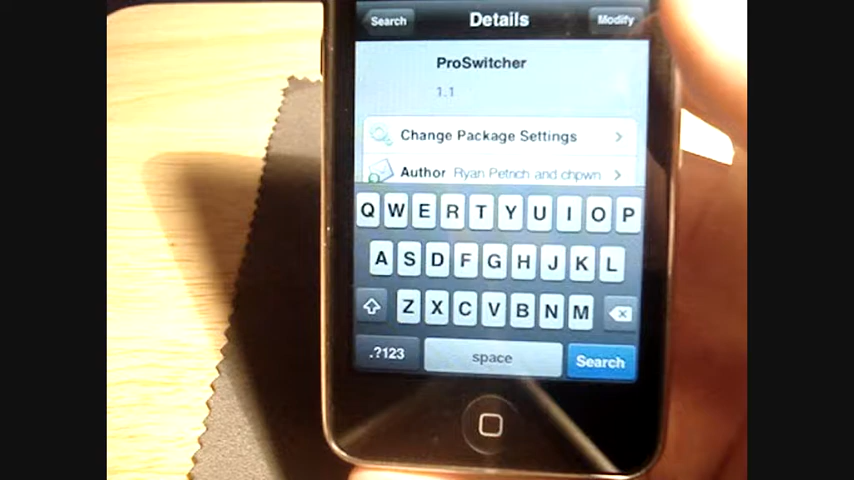 Search Details Modify
ProSwitcher
1.1
Change Package Settings
Author Ryan Petrich and chpwn
Q W E R T Y U I O P
A S D F G H J K L
Z X C V B N M
.?123 space Search